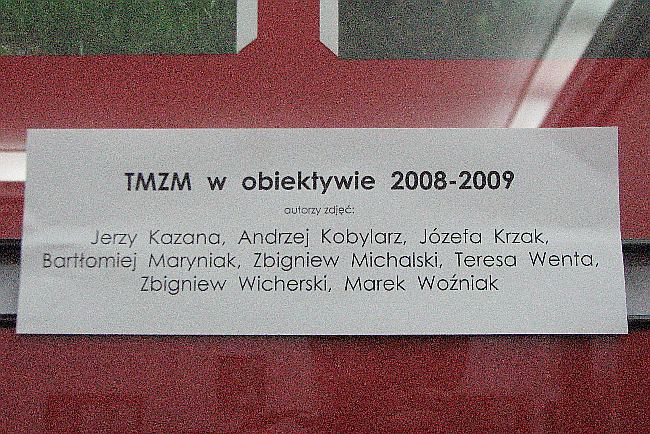 TMZM w obiektywie 2008-2009
autorzy zdjęć:
Jerzy Kazana, Andrzej Kobylarz, Józefa Krzak,
Bartłomiej Maryniak, Zbigniew Michalski, Teresa Wenta,
Zbigniew Wicherski, Marek Woźniak